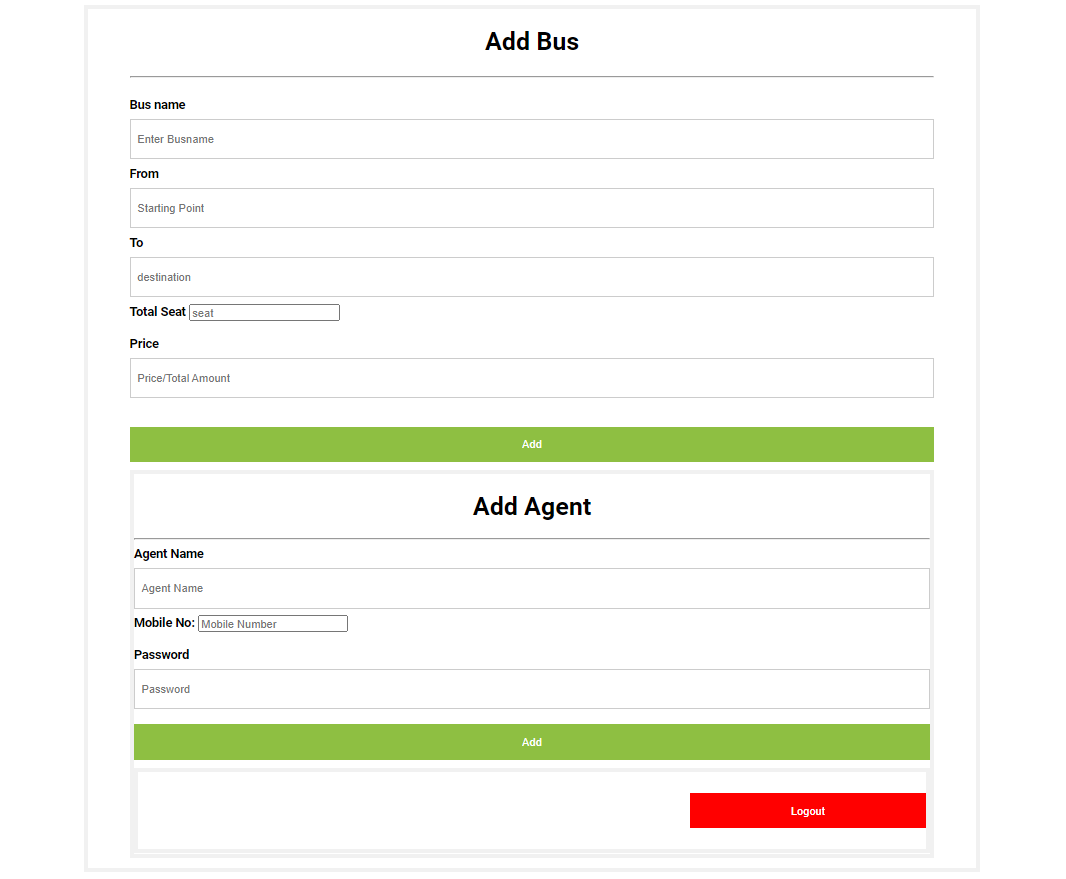 Add Bus
Bus name
Enter Busname
From
Starting Point
To
destination
Total Seat seat
Price
Price/Total Amount
Add
Add Agent
Agent Name
Agent Name
Mobile No: Mobile Number
Password
Password
Add
Logout